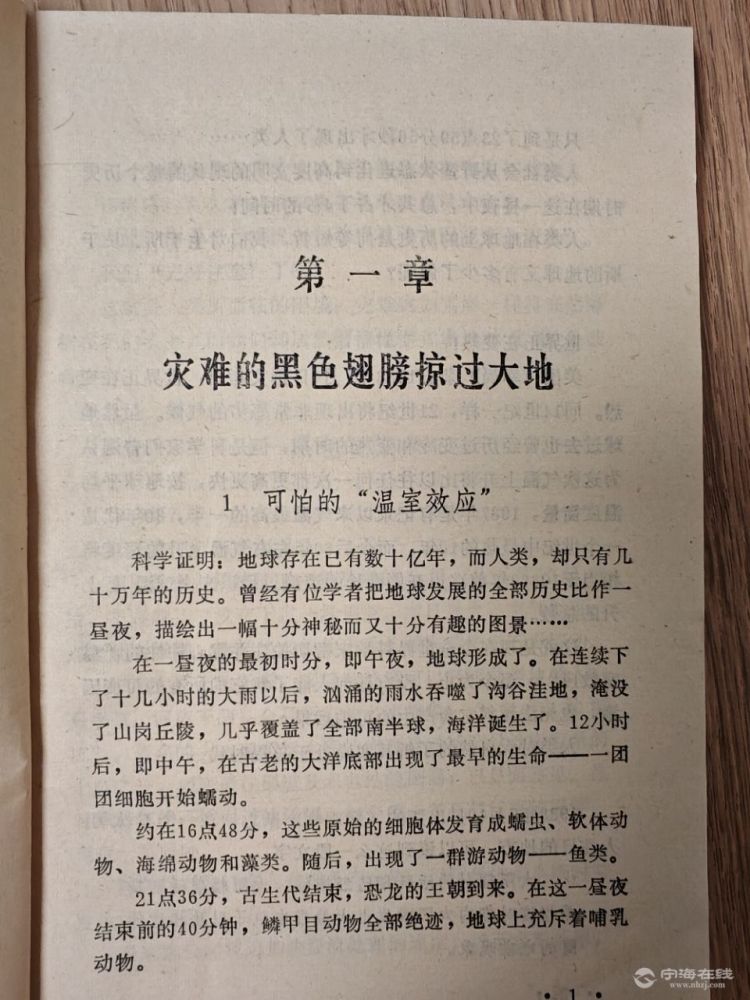 第一章
灾难的黑色翅膀掠过大地
1 可怕的“温室效应”
科学证明：地球存在已有数十亿年，而人类，却只有几
十万年的历史。曾经有位学者把地球发展的全部历史比作一
昼夜，描绘出一幅十分神秘而又十分有趣的图景……
在一昼夜的最初时分，即午夜，地球形成了。在连续下
了十几小时的大雨以后，汹涌的雨水吞噬了沟谷洼地，淹没
了山岗丘陵，几乎覆盖了全部南半球，海洋诞生了。12小时
后，即中午，在古老的大洋底部出现了最早的生命——一团
团细胞开始蠕动。
约在16点48分，这些原始的细胞体发育成蠕虫、软体动
物、海绵动物和藻类。随后，出现了一群游动物——鱼类。
21点36分，古生代结束，恐龙的王朝到来。在这一昼夜
结束前的40分钟，鳞甲目动物全部绝迹，地球上充斥着哺乳
动物。
• 1 •
宁海在线
www.nhzj.com